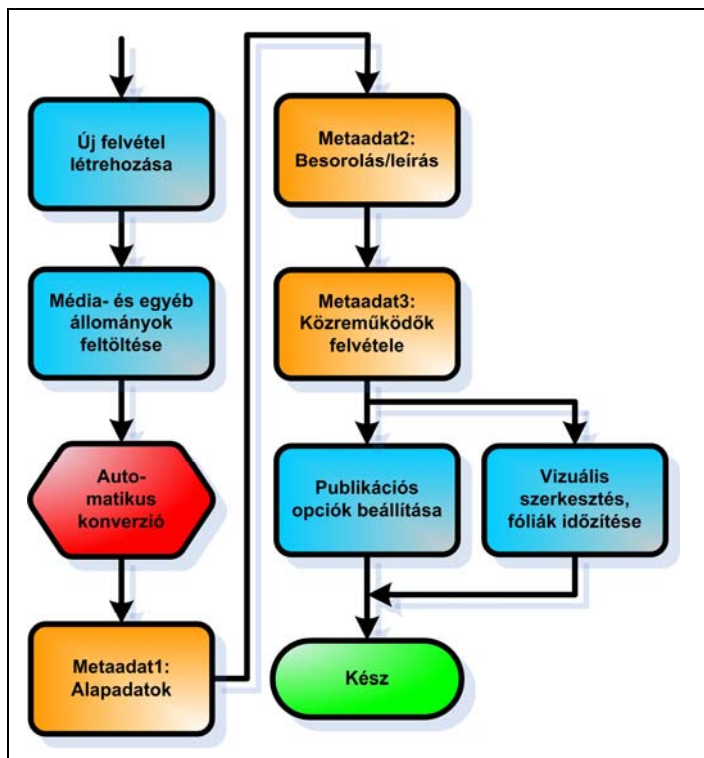 Új felvétel
létrehozása
Média- és egyéb
állományok
feltöltése
Auto-
matikus
konverzió
Metaadat1:
Alapadatok
Metaadat2:
Besorolás/leírás
Metaadat3:
Közreműködők
felvétele
Publikációs
opciók beállítása
Vizuális
szerkesztés,
fóliák időzítése
Kész